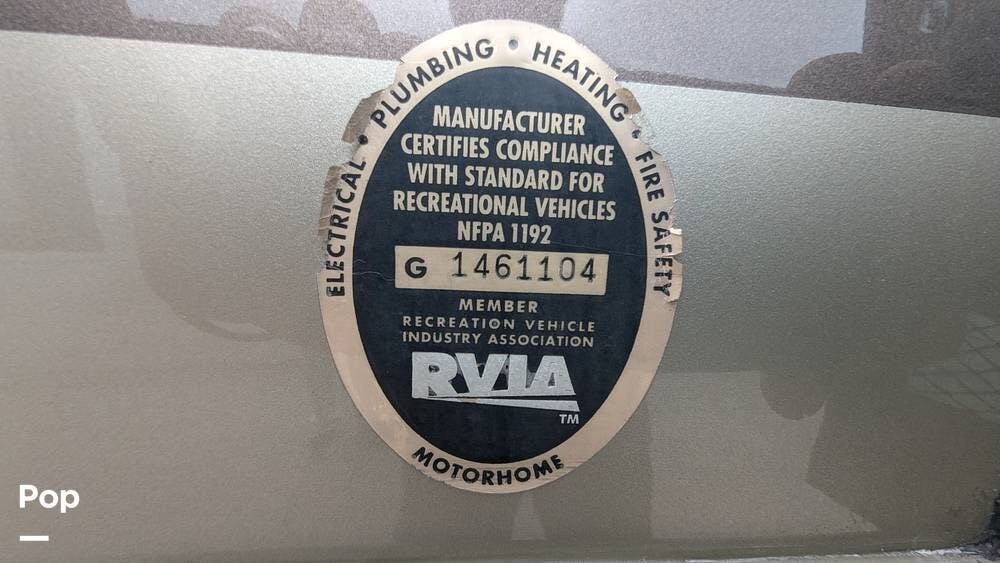 ELECTRICAL • PLUMBING • HEATING • FIRE SAFETY
MANUFACTURER
CERTIFIES COMPLIANCE
WITH STANDARD FOR
RECREATIONAL VEHICLES
NFPA 1192
G 1461104
MEMBER
RECREATION VEHICLE
INDUSTRY ASSOCIATION
RVIA
TM
MOTORHOME
Pop